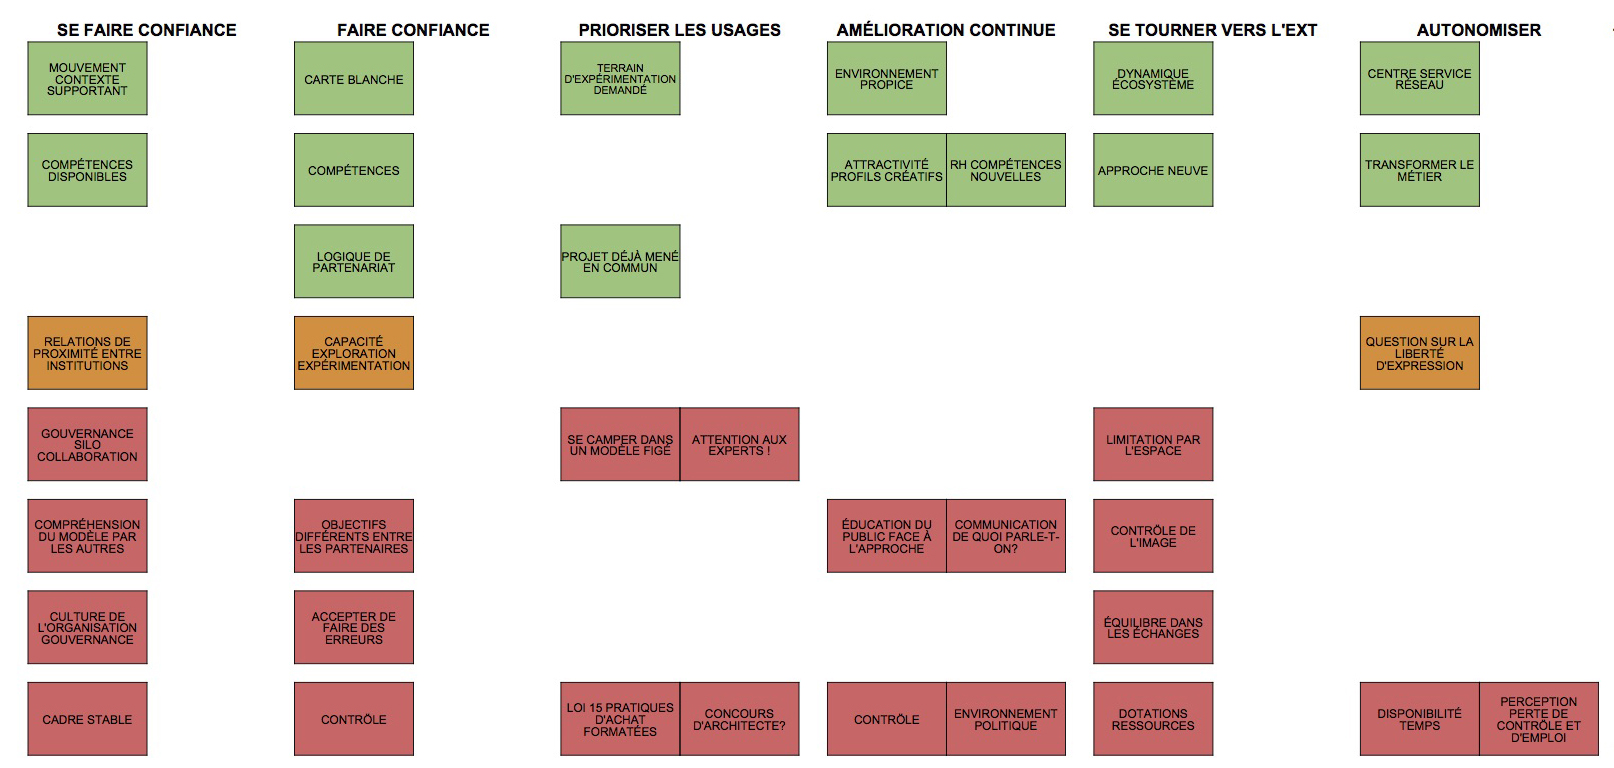 SE FAIRE CONFIANCE
FAIRE CONFIANCE
PRIORISER LES USAGES
AMÉLIORATION CONTINUE
SE TOURNER VERS L'EXT
AUTONOMISER
MOUVEMENT
CONTEXTE
SUPPORTANT
CARTE BLANCHE
TERRAIN
D'EXPÉRIMENTATION
DEMANDÉ
ENVIRONNEMENT
PROPICE
DYNAMIQUE
ÉCOSYSTÈME
CENTRE SERVICE
RÉSEAU
COMPÉTENCES
DISPONIBLES
COMPÉTENCES
ATTRACTIVITÉ
PROFILS CRÉATIFS
RH COMPÉTENCES
NOUVELLES
APPROCHE NEUVE
TRANSFORMER LE
MÉTIER
LOGIQUE DE
PARTENARIAT
PROJET DÉJÀ MENÉ
EN COMMUN
RELATIONS DE
PROXIMITÉ ENTRE
INSTITUTIONS
CAPACITÉ
EXPLORATION
EXPÉRIMENTATION
QUESTION SUR LA
LIBERTÉ
D'EXPRESSION
GOUVERNANCE
SILO
COLLABORATION
SE CAMPER DANS
UN MODÈLE FIGÉ
ATTENTION AUX
EXPERTS !
LIMITATION PAR
L'ESPACE
COMPRÉHENSION
DU MODÈLE PAR
LES AUTRES
OBJECTIFS
DIFFÉRENTS ENTRE
LES PARTENAIRES
ÉDUCATION DU
PUBLIC FACE À
L'APPROCHE
COMMUNICATION
DE QUOI PARLE-T-
ON?
CONTRÖLE DE
L'IMAGE
CULTURE DE
L'ORGANISATION
GOUVERNANCE
ACCEPTER DE
FAIRE DES
ERREURS
ÉQUILIBRE DANS
LES ÉCHANGES
CADRE STABLE
CONTRÔLE
LOI 15 PRATIQUES
D'ACHAT
FORMATÉES
CONCOURS
D'ARCHITECTE?
CONTRÔLE
ENVIRONNEMENT
POLITIQUE
DOTATIONS
RESSOURCES
DISPONIBILITÉ
TEMPS
PERCEPTION
PERTE DE
CONTRÔLE ET
D'EMPLOI